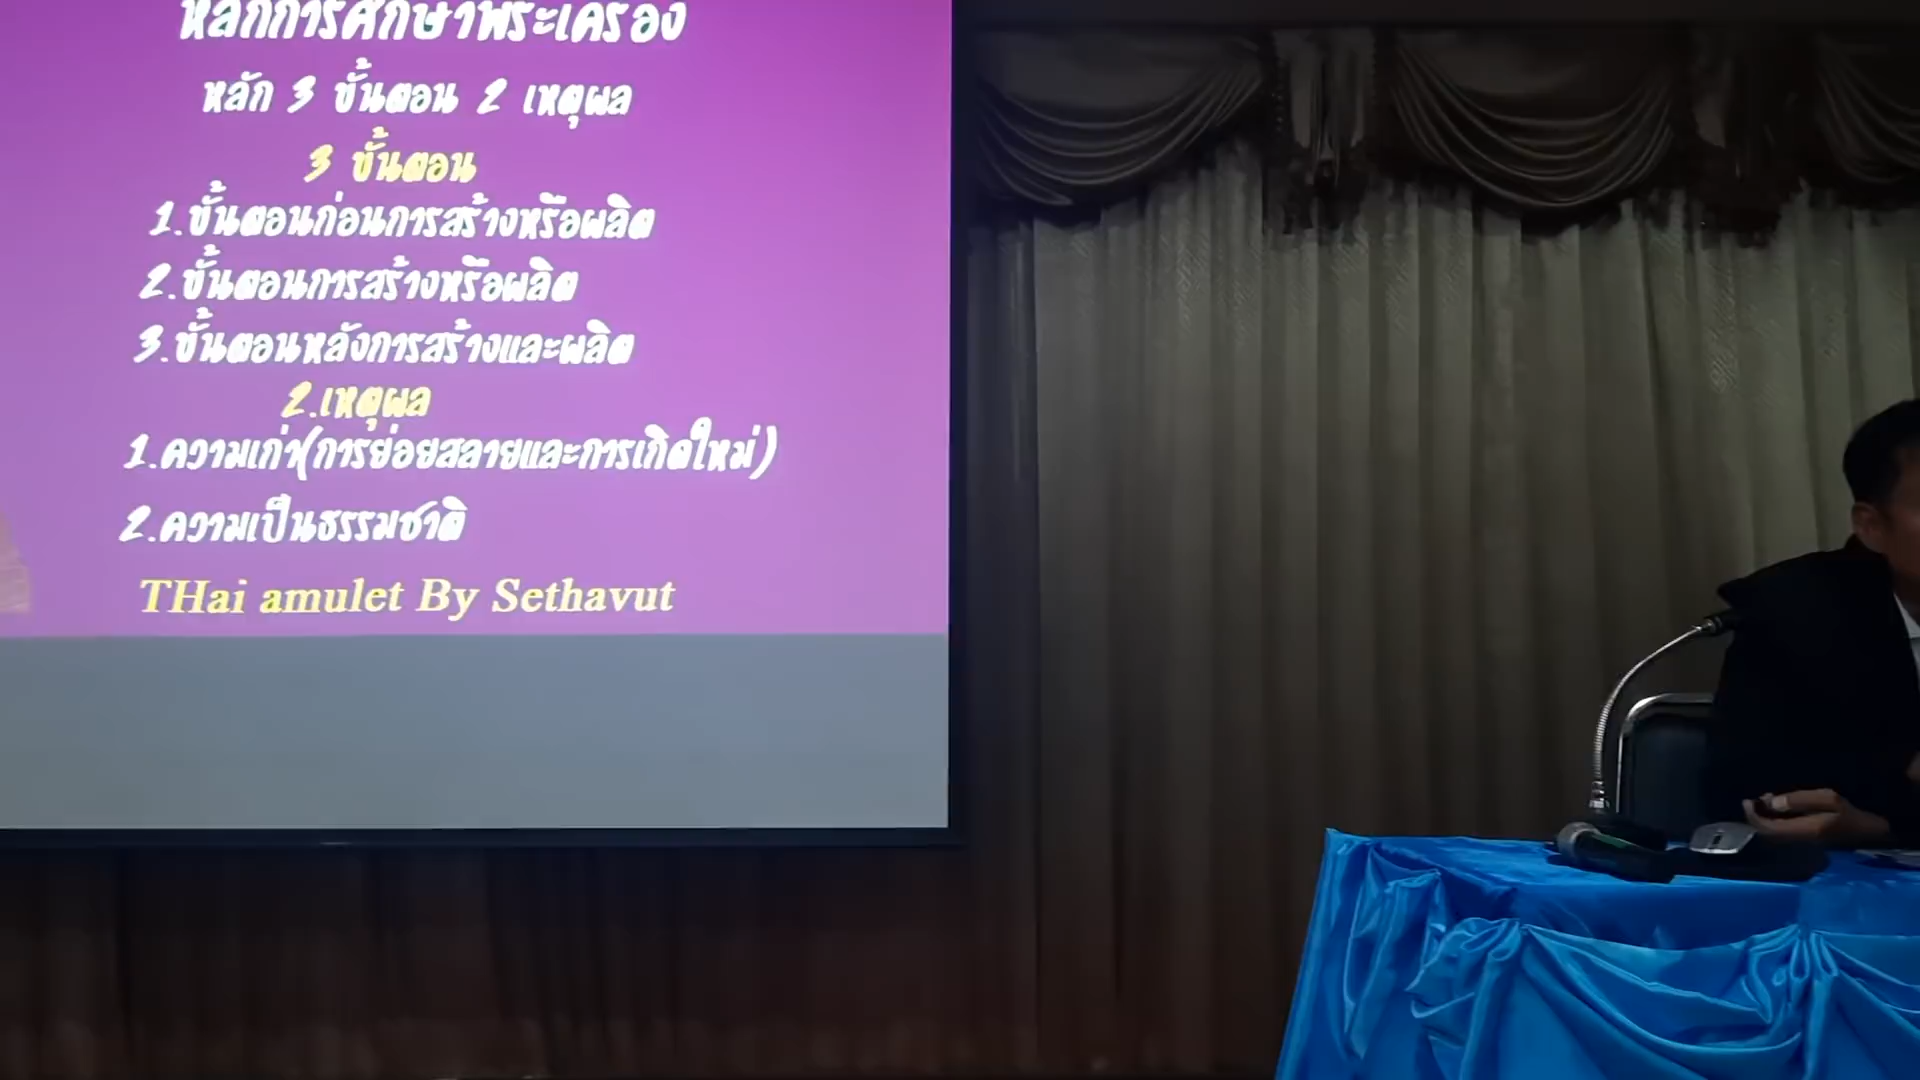 หลักการศึกษาพระเครื่อง
หลัก 3 ขั้นตอน 2 เหตุผล
3 ขั้นตอน
1.ขั้นตอนก่อนการสร้างหรือผลิต
2.ขั้นตอนการสร้างหรือผลิต
3.ขั้นตอนหลังการสร้างและผลิต
2.เหตุผล
1.ความเก่า(การย่อยสลายและการเกิดใหม่)
2.ความเป็นธรรมชาติ
THai amulet By Sethavut